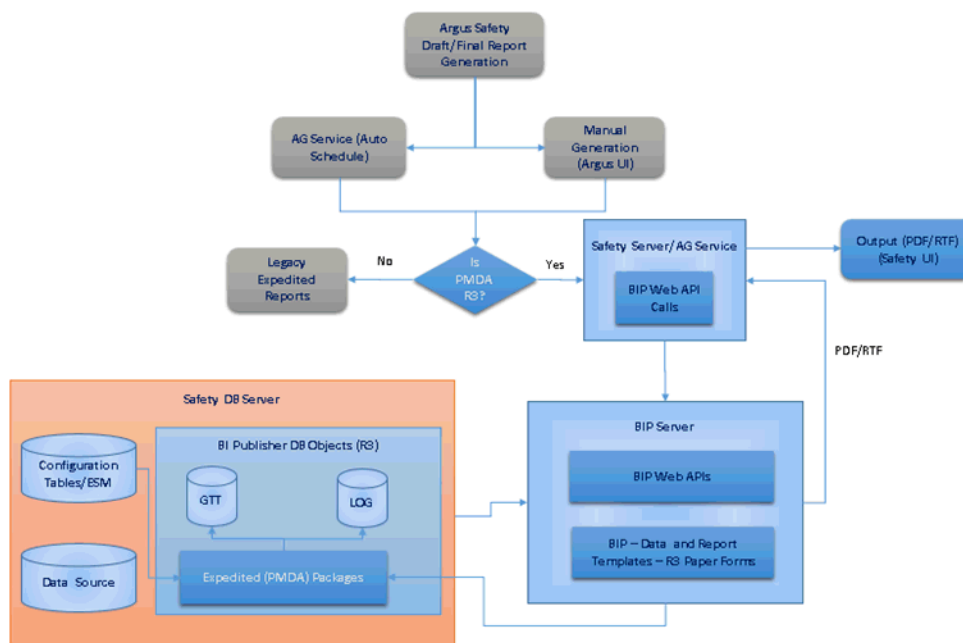 Argus Safety
Draft/Final Report
Generation
AG Service (Auto
Schedule)
Manual
Generation
(Argus UI)
Legacy
Expedited
Reports
No
Is
PMDA
R3?
Yes
Safety Server/AG Service
BIP Web API
Calls
Output (PDF/RTF)
(Safety UI)
PDF/RTF
Safety DB Server
Configuration
Tables/ESM
Data Source
BI Publisher DB Objects (R3)
GTT
LOG
Expedited (PMDA) Packages
BIP Server
BIP Web APIs
BIP – Data and Report
Templates – R3 Paper Forms